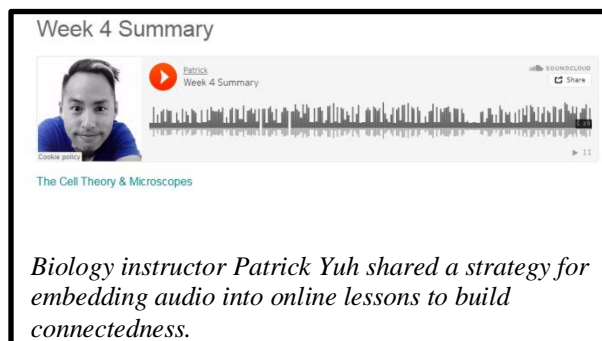 Week 4 Summary
Patrick
Week 4 Summary
SOUNDCLOUD
Share
Cookie policy
11
The Cell Theory & Microscopes
Biology instructor Patrick Yuh shared a strategy for
embedding audio into online lessons to build
connectedness.